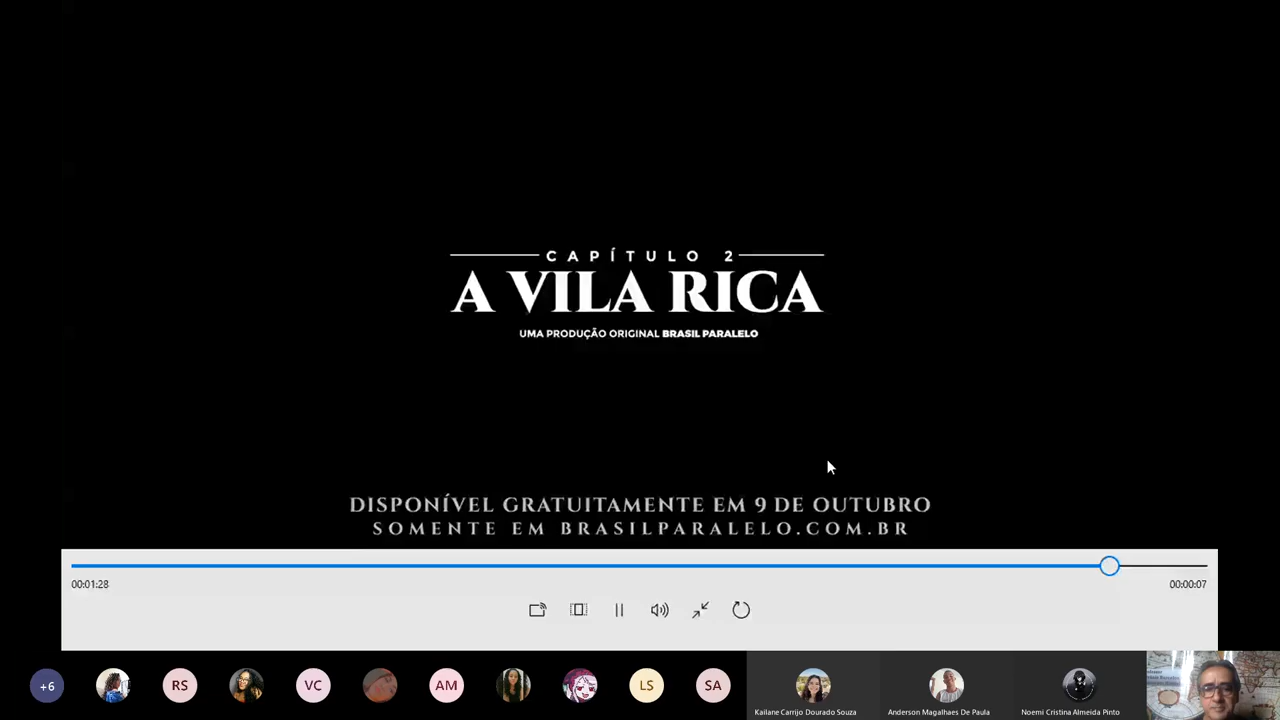 CAPÍTULO 2
A VILA RICA
UMA PRODUÇÃO ORIGINAL BRASIL PARALELO
DISPONÍVEL GRATUITAMENTE EM 9 DE OUTUBRO
SOMENTE EM BRASILPARALELO.COM.BR
00:01:28
00:00:07
+6
RS
VC
AM
LS
SA
Kailane Carrijo Dourado Souza
Anderson Magalhaes De Paula
Noemi Cristina Almeida Pinto